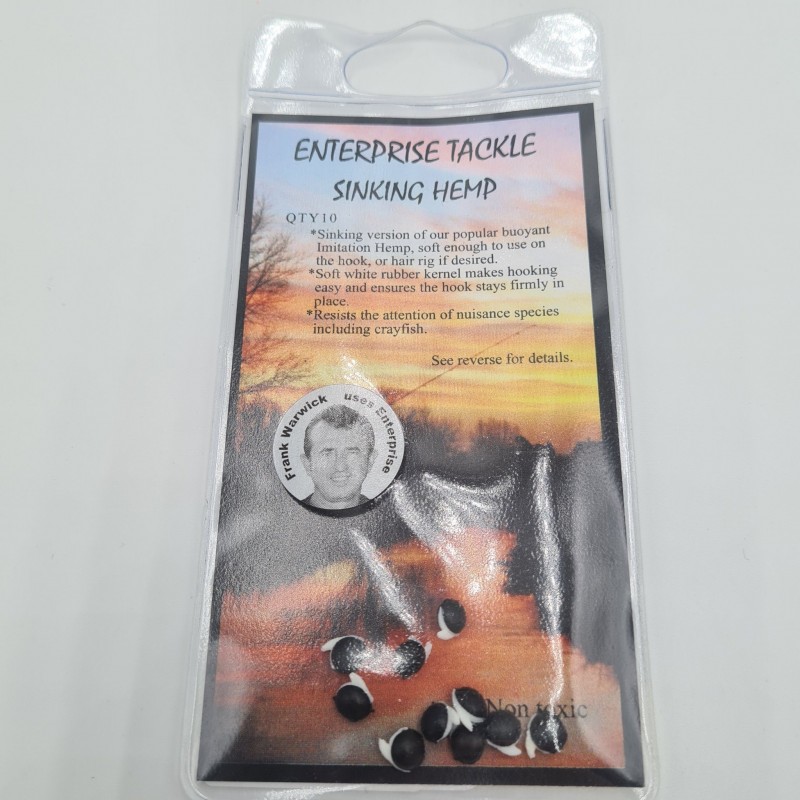 ENTERPRISE TACKLE
SINKING HEMP
QTY10
*Sinking version of our popular buoyant
Imitation Hemp, soft enough to use on
the hook, or hair rig if desired.
*Soft white rubber kernel makes hooking
easy and ensures the hook stays firmly in
place.
*Resists the attention of nuisance species
including crayfish.
See reverse for details.
Frank Warwick uses Enterprise
Non toxic